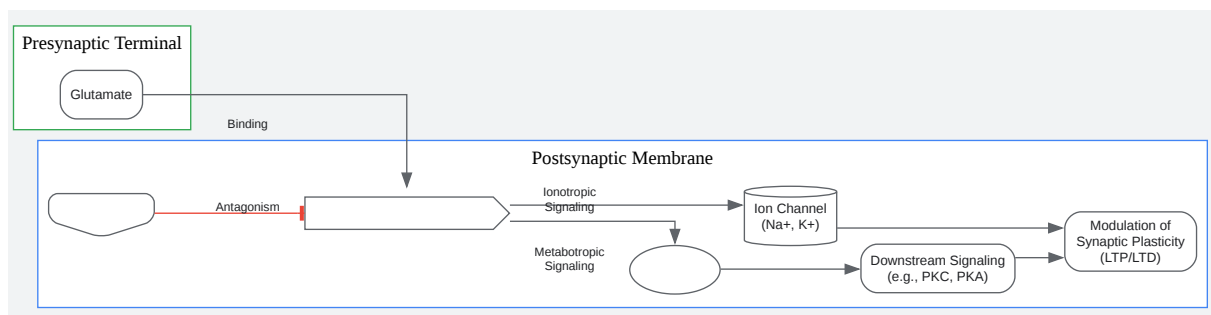 Presynaptic Terminal
Glutamate
Binding
Postsynaptic Membrane
Antagonism
Ionotropic
Signaling
Metabotropic
Signaling
Ion Channel
(Na+, K+)
Downstream Signaling
(e.g., PKC, PKA)
Modulation of
Synaptic Plasticity
(LTP/LTD)